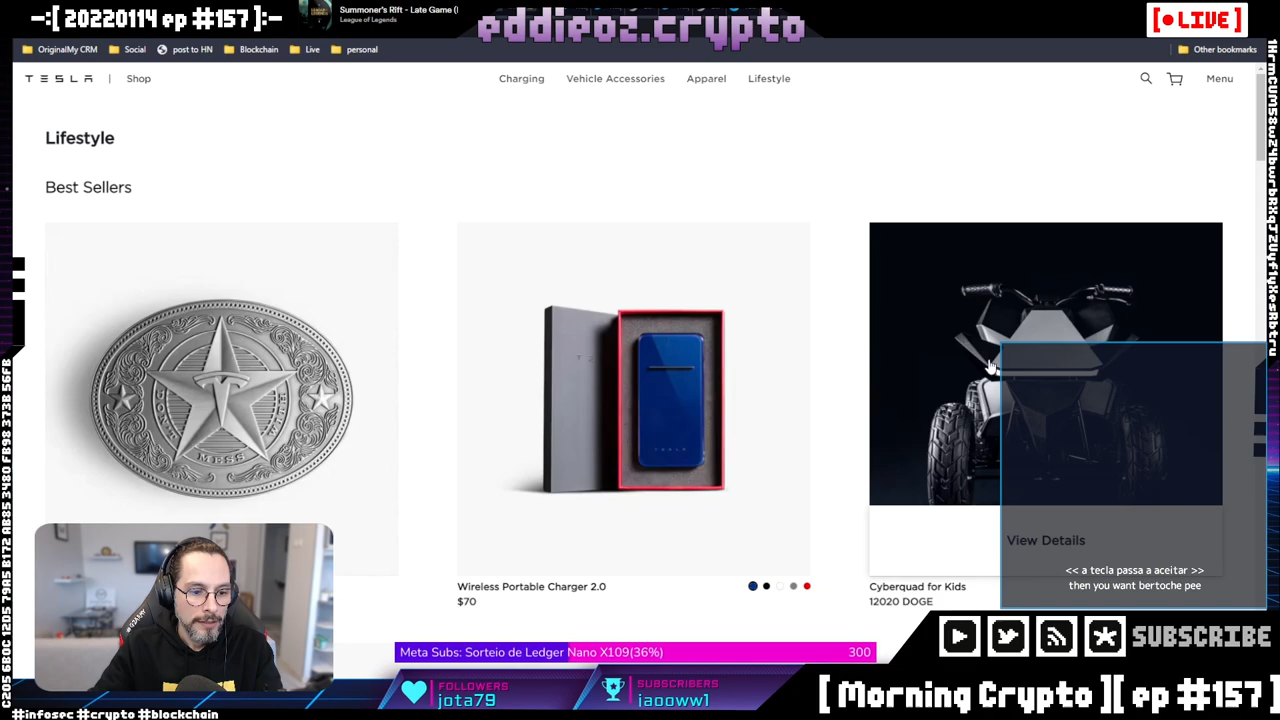 -:[ 20220114 ep #157 ]:-
Summoner's Rift - Late Game (
League of Legends
eddieoz.crypto
[ ● LIVE ]
OriginalMy CRM
Social
post to HN
Blockchain
Live
personal
Other bookmarks
TESLA | Shop
Charging
Vehicle Accessories
Apparel
Lifestyle
Menu
Lifestyle
Best Sellers
MESS
TESLA
View Details
<< a tecla passa a aceitar >>
then you want bertoche pee
Wireless Portable Charger 2.0
$70
Cyberquad for Kids
12020 DOGE
Meta Subs: Sorteio de Ledger Nano X109(36%)
300
SUBSCRIBE
FOLLOWERS
jota79
SUBSCRIBERS
iaooww1
[ Morning Crypto ][ ep #157 ]
#infosec #crypto #blockchain